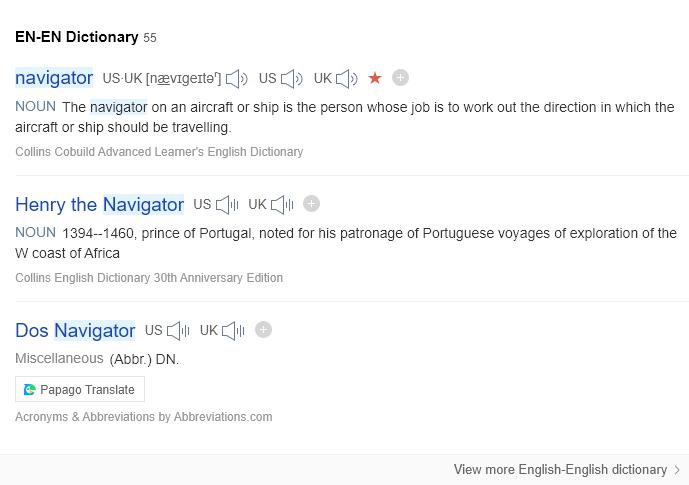 EN-EN Dictionary 55
navigator US·UK [nævɪgeɪtəʳ] US UK
NOUN The navigator on an aircraft or ship is the person whose job is to work out the direction in which the
aircraft or ship should be travelling.
Collins Cobuild Advanced Learner's English Dictionary
Henry the Navigator US UK
NOUN 1394--1460, prince of Portugal, noted for his patronage of Portuguese voyages of exploration of the
W coast of Africa
Collins English Dictionary 30th Anniversary Edition
Dos Navigator US UK
Miscellaneous (Abbr.) DN.
Papago Translate
Acronyms & Abbreviations by Abbreviations.com
View more English-English dictionary